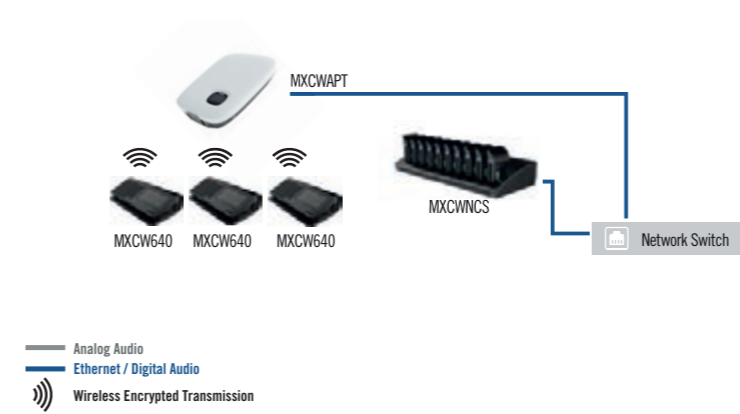 MXCWAPT
MXCW640
MXCW640
MXCW640
MXCWNCS
Network Switch
Analog Audio
Ethernet / Digital Audio
Wireless Encrypted Transmission